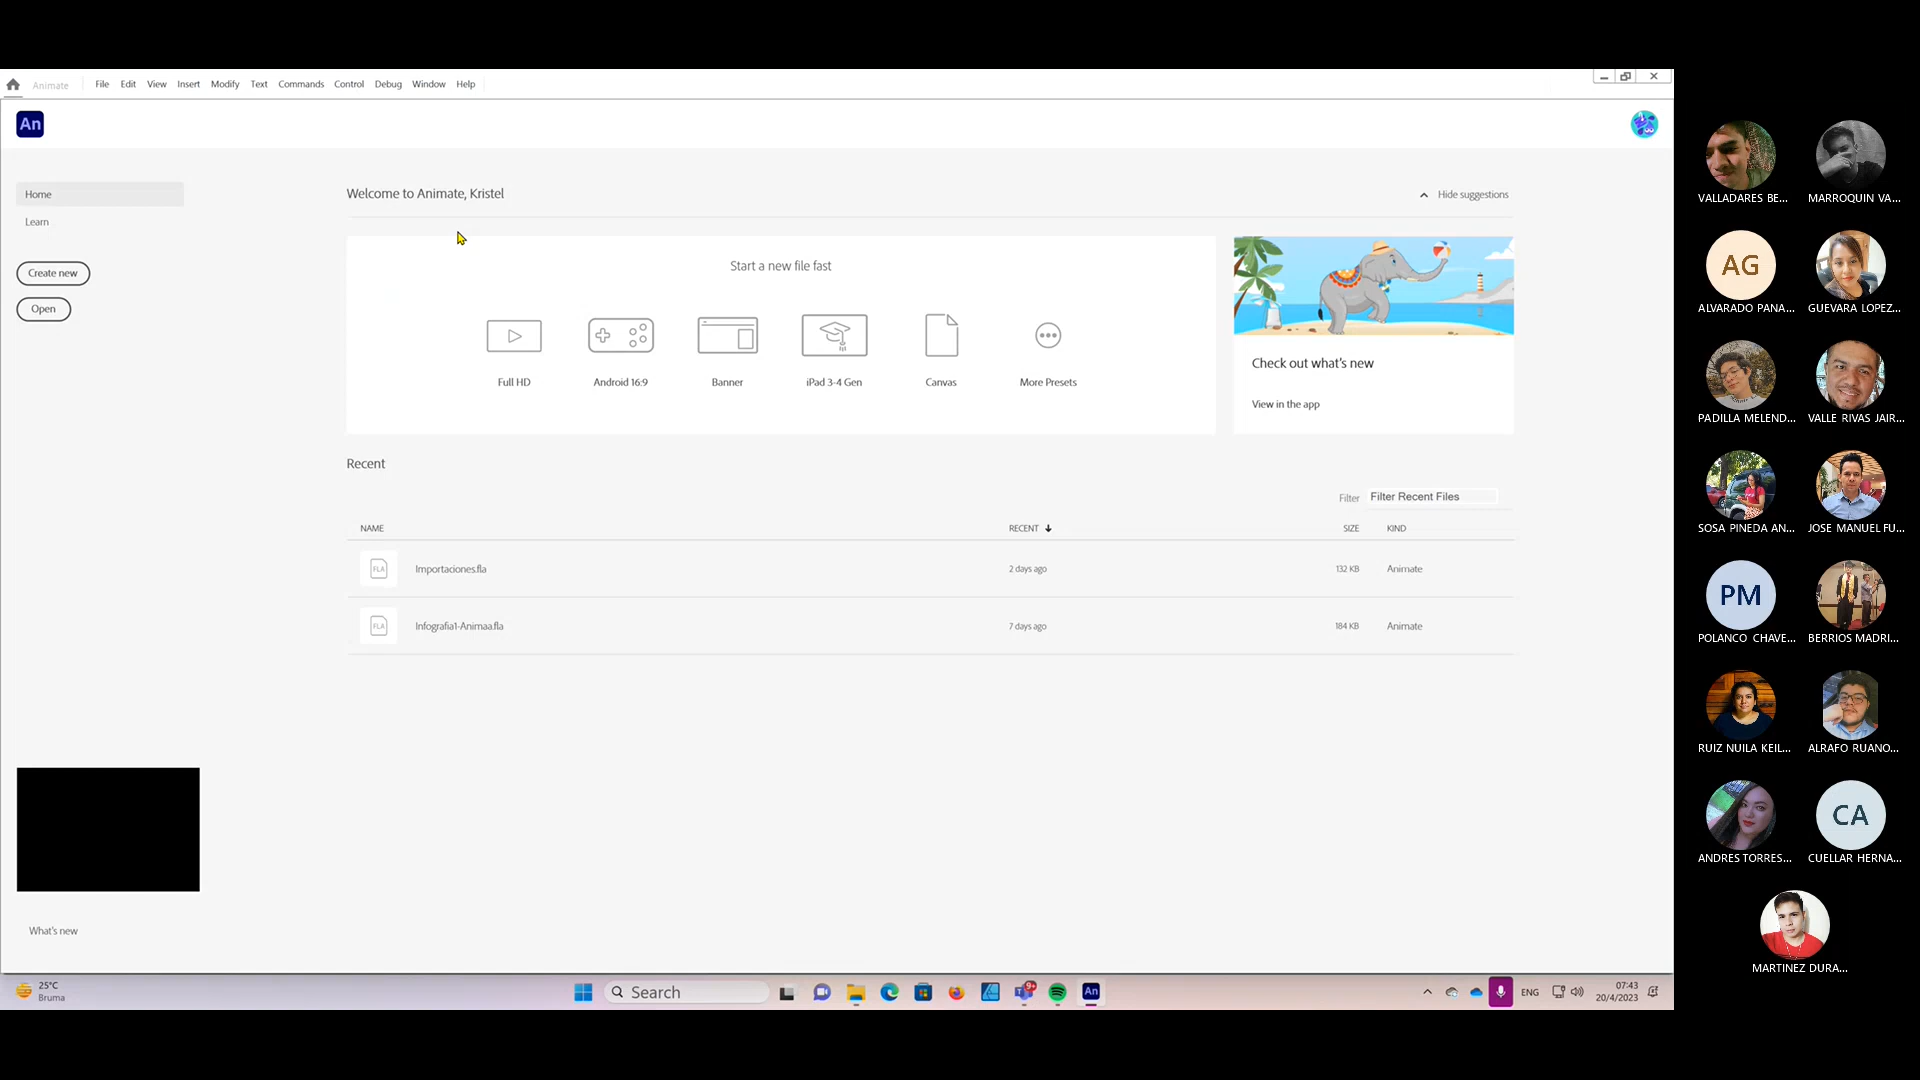 Animate File Edit View Insert Modify Text Commands Control Debug Window Help
An
Home
Learn
Create new
Open
Welcome to Animate, Kristel
Hide suggestions
Start a new file fast
Full HD
Android 16:9
Banner
iPad 3-4 Gen
Canvas
More Presets
Check out what's new
View in the app
Recent
Filter Filter Recent Files
NAME RECENT SIZE KIND
FLA Importaciones.fla 2 days ago 132 KB Animate
FLA Infografia1-Animaa.fla 7 days ago 184 KB Animate
What's new
25°C
Bruma
Search
9+
An
ENG
07:43
20/4/2023
VALLADARES BE... MARROQUIN VA...
AG
ALVARADO PANA... GUEVARA LOPEZ...
PADILLA MELEND... VALLE RIVAS JAIR...
SOSA PINEDA AN... JOSE MANUEL FU...
PM
POLANCO CHAVE... BERRIOS MADRI...
RUIZ NUILA KEIL... ALRAFO RUANO...
CA
ANDRES TORRES... CUELLAR HERNA...
MARTINEZ DURA...